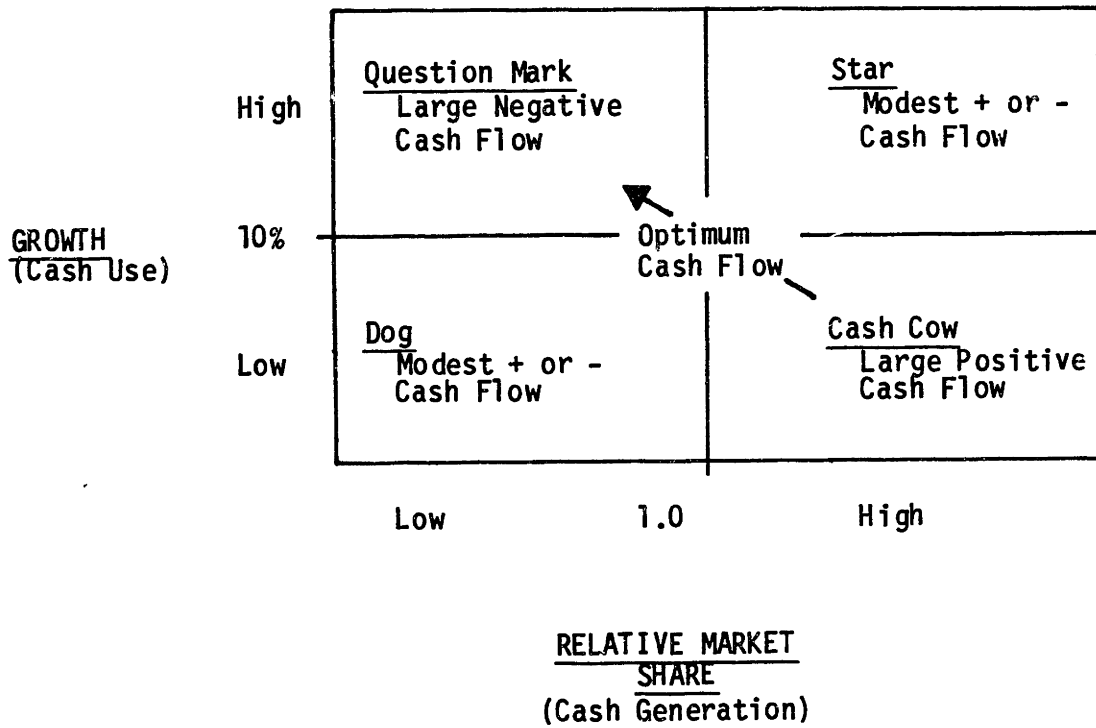 Question Mark
Large Negative
Cash Flow
Star
Modest + or -
Cash Flow
High
GROWTH
(Cash Use)
10%
Optimum
Cash Flow
Low
Dog
Modest + or -
Cash Flow
Cash Cow
Large Positive
Cash Flow
Low
1.0
High
RELATIVE MARKET
SHARE
(Cash Generation)